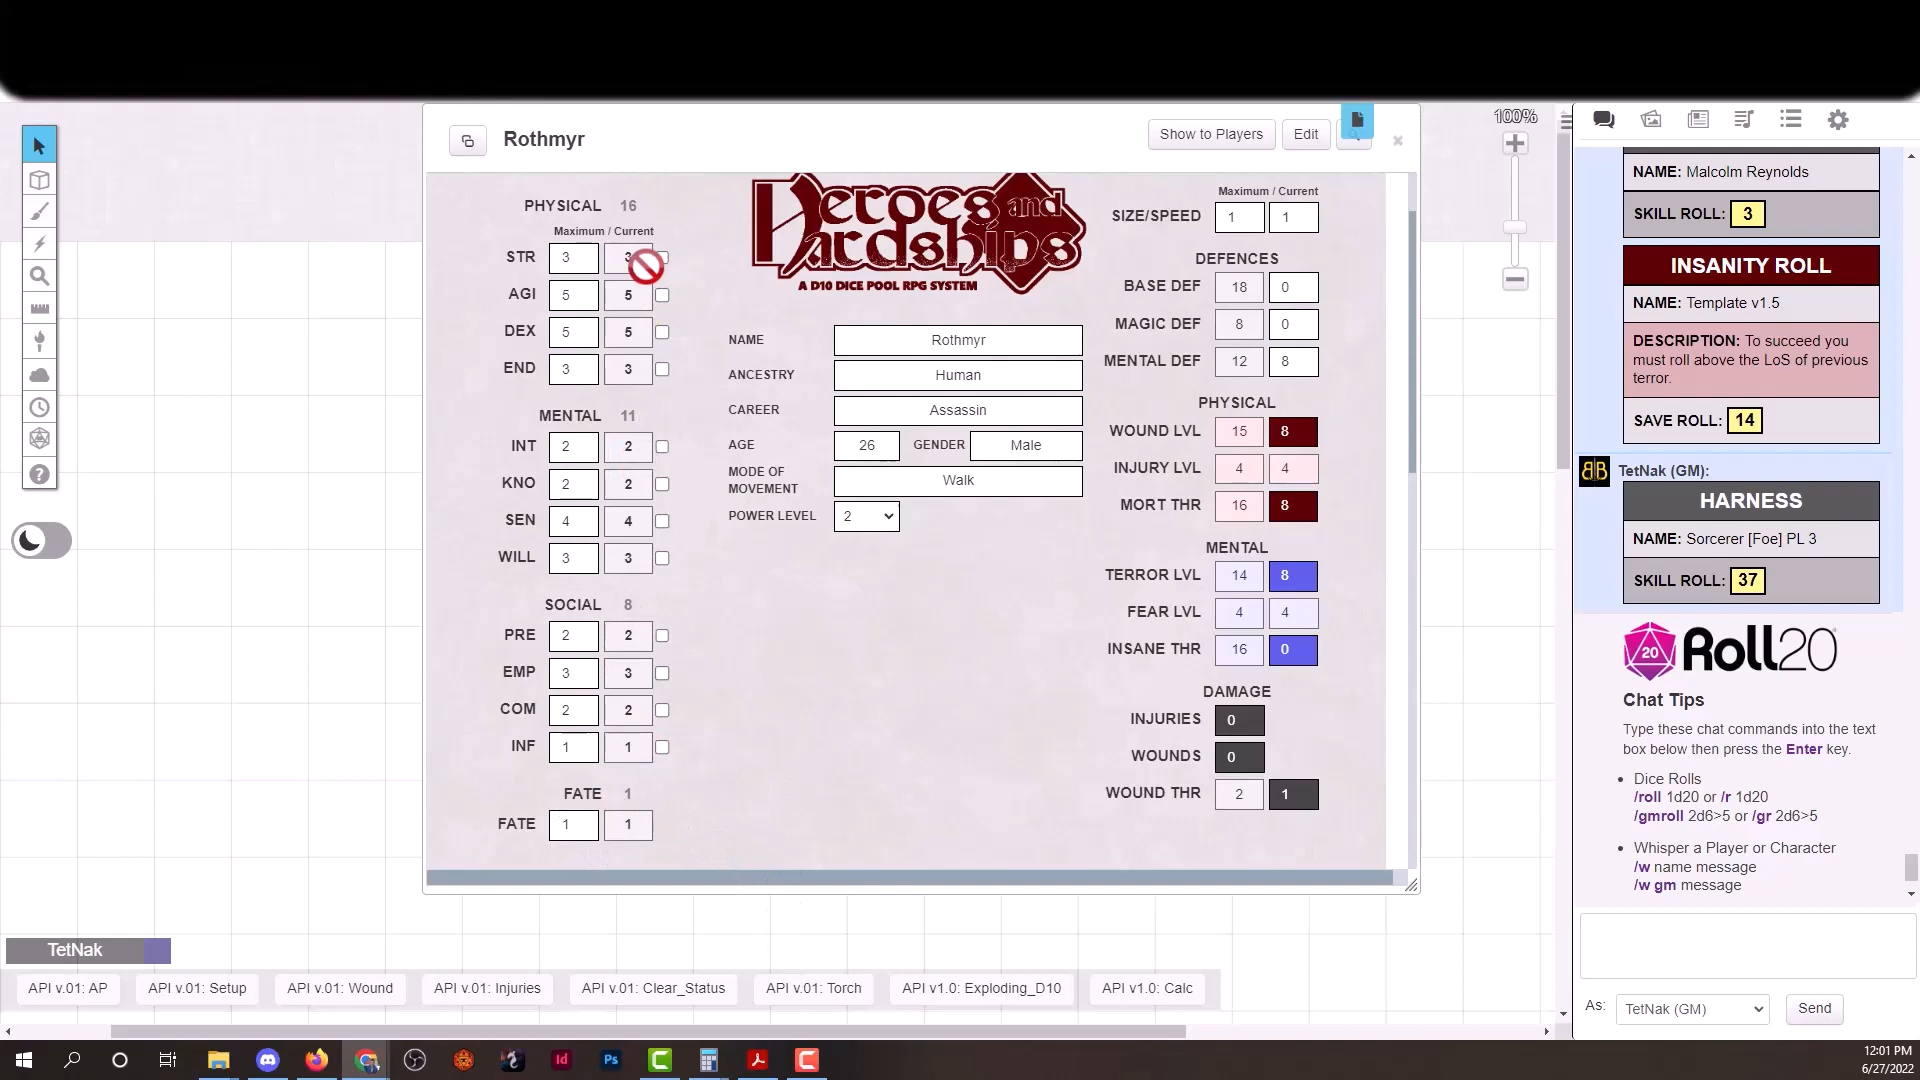 100%
Rothmyr
Show to Players
Edit
PHYSICAL 16
Maximum / Current
STR 3
AGI 5 5
DEX 5 5
END 3 3
MENTAL 11
INT 2 2
KNO 2 2
SEN 4 4
WILL 3 3
SOCIAL 8
PRE 2 2
EMP 3 3
COM 2 2
INF 1 1
FATE 1
FATE 1 1
Heroes and
Hardships
A D10 DICE POOL RPG SYSTEM
NAME Rothmyr
ANCESTRY Human
CAREER Assassin
AGE 26 GENDER Male
MODE OF
MOVEMENT Walk
POWER LEVEL 2
Maximum / Current
SIZE/SPEED 1 1
DEFENCES
BASE DEF 18 0
MAGIC DEF 8 0
MENTAL DEF 12 8
PHYSICAL
WOUND LVL 15 8
INJURY LVL 4 4
MORT THR 16 8
MENTAL
TERROR LVL 14 8
FEAR LVL 4 4
INSANE THR 16 0
DAMAGE
INJURIES 0
WOUNDS 0
WOUND THR 2 1
NAME: Malcolm Reynolds
SKILL ROLL: 3
INSANITY ROLL
NAME: Template v1.5
DESCRIPTION: To succeed you
must roll above the LoS of previous
terror.
SAVE ROLL: 14
TetNak (GM):
HARNESS
NAME: Sorcerer [Foe] PL 3
SKILL ROLL: 37
20 Roll20
Chat Tips
Type these chat commands into the text
box below then press the Enter key.
• Dice Rolls
/roll 1d20 or /r 1d20
/gmroll 2d6>5 or /gr 2d6>5
• Whisper a Player or Character
/w name message
/w gm message
As: TetNak (GM) Send
TetNak
API v.01: AP
API v.01: Setup
API v.01: Wound
API v.01: Injuries
API v.01: Clear_Status
API v.01: Torch
API v1.0: Exploding_D10
API v1.0: Calc
Id
Ps
12:01 PM
6/27/2022